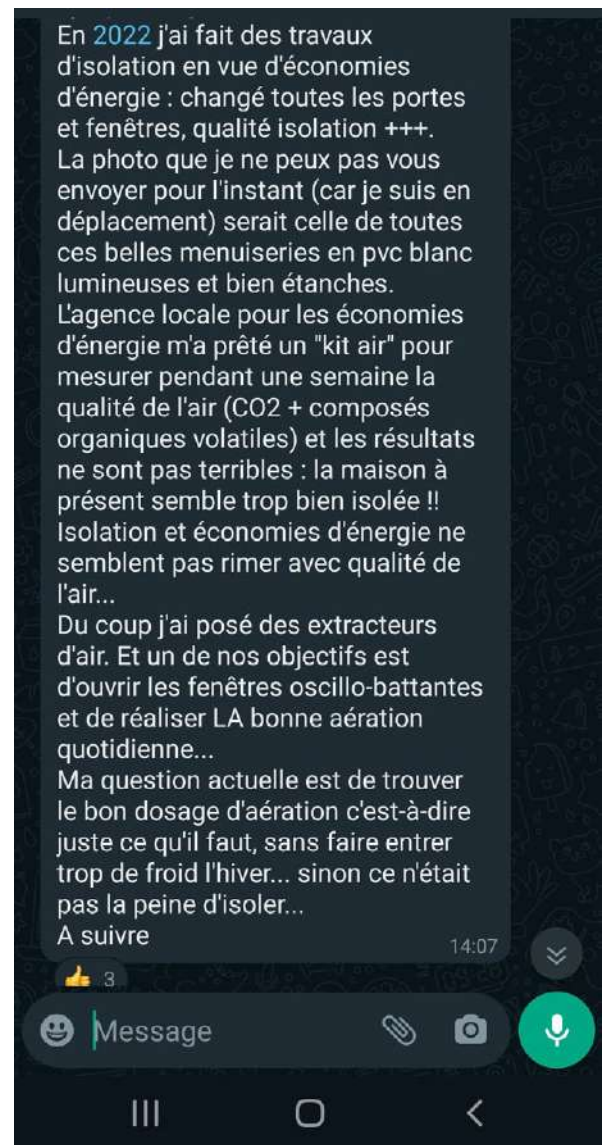 En 2022 j'ai fait des travaux
d'isolation en vue d'économies
d'énergie : changé toutes les portes
et fenêtres, qualité isolation +++.
La photo que je ne peux pas vous
envoyer pour l'instant (car je suis en
déplacement) serait celle de toutes
ces belles menuiseries en pvc blanc
lumineuses et bien étanches.
L'agence locale pour les économies
d'énergie m'a prêté un "kit air" pour
mesurer pendant une semaine la
qualité de l'air (CO2 + composés
organiques volatiles) et les résultats
ne sont pas terribles : la maison à
présent semble trop bien isolée !!
Isolation et économies d'énergie ne
semblent pas rimer avec qualité de
l'air...
Du coup j'ai posé des extracteurs
d'air. Et un de nos objectifs est
d'ouvrir les fenêtres oscillo-battantes
et de réaliser LA bonne aération
quotidienne...
Ma question actuelle est de trouver
le bon dosage d'aération c'est-à-dire
juste ce qu'il faut, sans faire entrer
trop de froid l'hiver... sinon ce n'était
pas la peine d'isoler...
A suivre
14:07
👍 3
Message